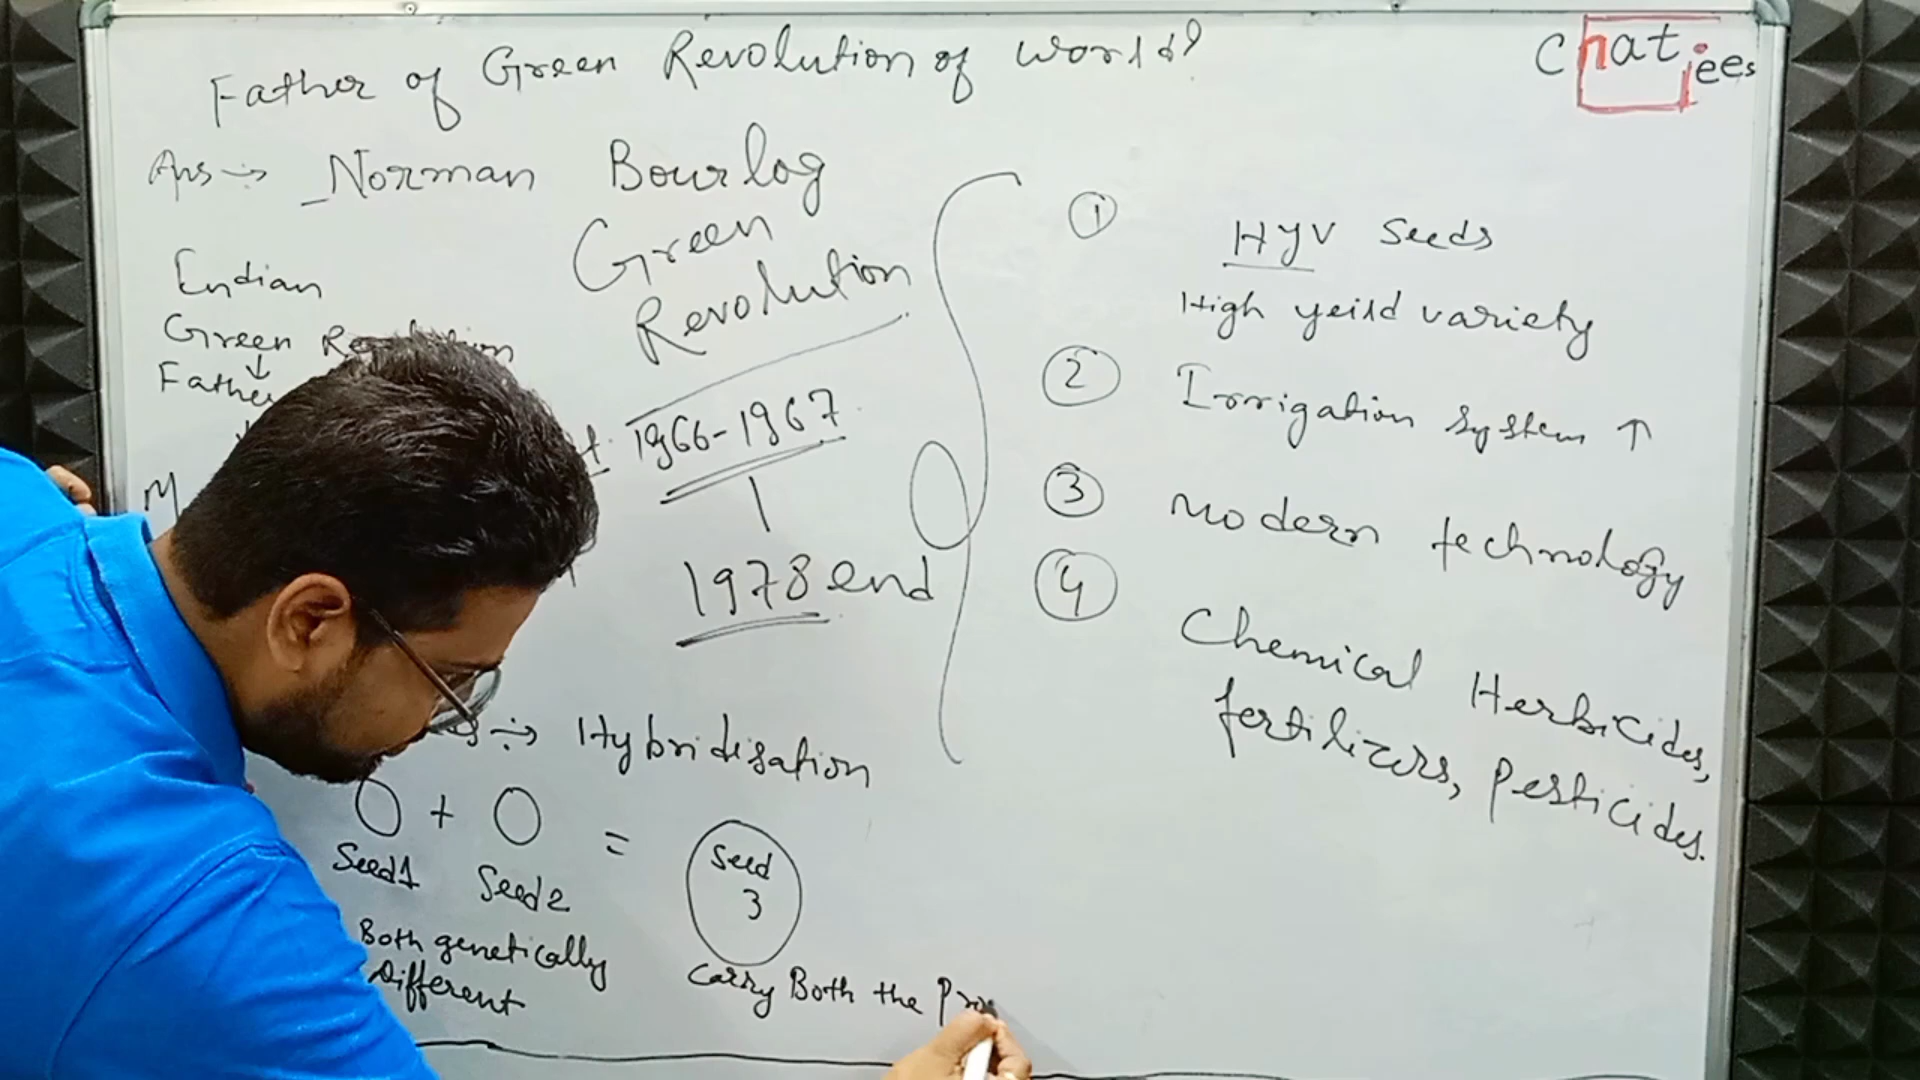 Father of Green Revolution of World?
Chatjees
Ans → Norman Bourlog
Indian
Green
Father
Green
Revolution
1966-1967
1978 end
Hybridisation
+ =
Seed1
Seed2
Seed
3
Both genetically
Different
Carry Both the
1 HYV Seeds
High yeild variety
2 Irrigation System ↑
3 Modern technology
4 Chemical Herbicides,
fertilizers, Pesticides.